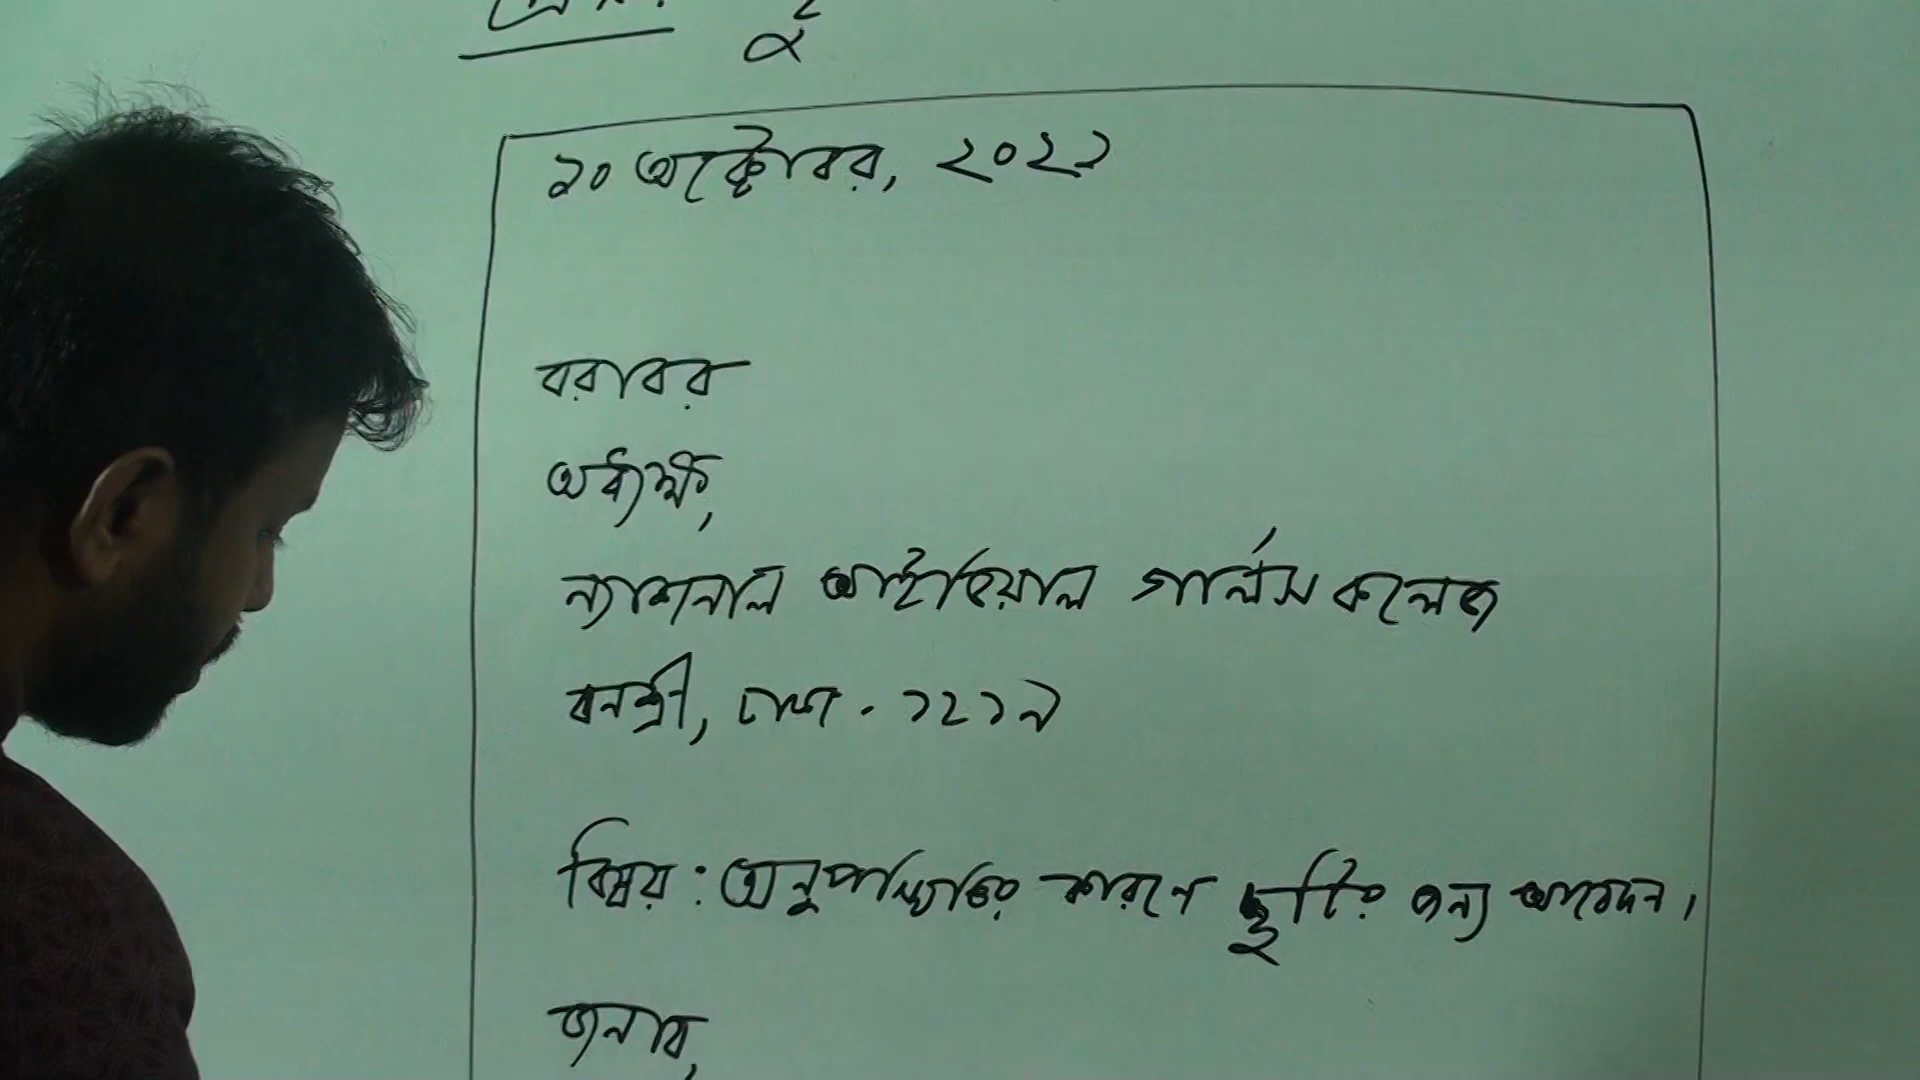 ১০ অক্টোবর, ২০২২
বরাবর
অধ্যক্ষ,
ন্যাশনাল আইডিয়াল গার্লস কলেজ
বনশ্রী, ঢাকা - ১২১৯
বিষয় : অনুপস্থিতির কারণে ছুটির জন্য আবেদন।
জনাব,